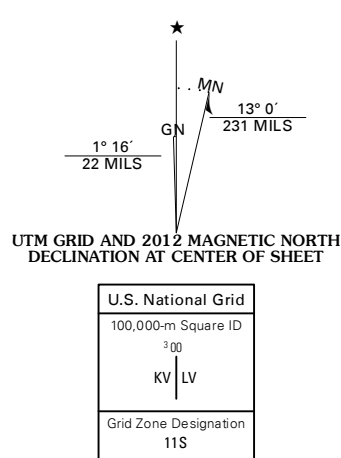 MN
GN
13° 0´
231 MILS
1° 16´
22 MILS
UTM GRID AND 2012 MAGNETIC NORTH
DECLINATION AT CENTER OF SHEET
U.S. National Grid
100,000-m Square ID
³00
KV LV
Grid Zone Designation
11S